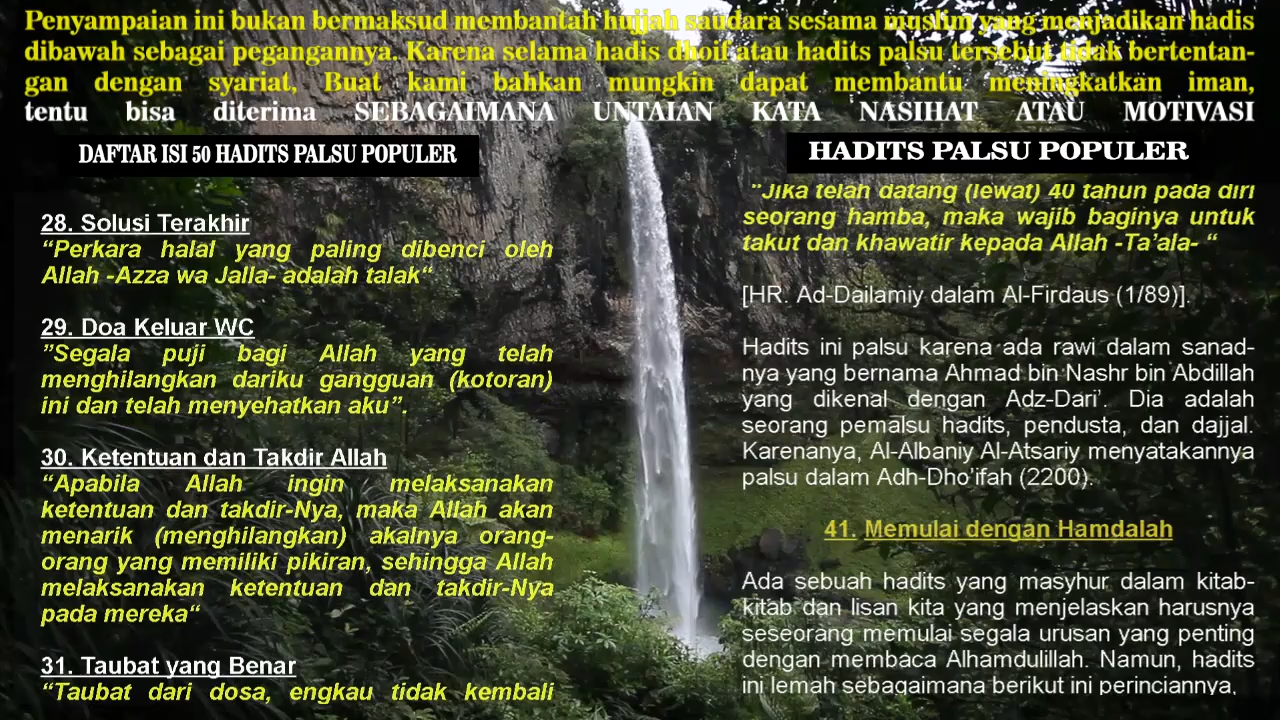 Penyampaian ini bukan bermaksud membantah hujjah saudara sesama muslim yang menjadikan hadis
dibawah sebagai pegangannya. Karena selama hadis dhoif atau hadits palsu tersebut tidak bertentan-
gan dengan syariat, Buat kami bahkan mungkin dapat membantu meningkatkan iman,
tentu bisa diterima SEBAGAIMANA UNTAIAN KATA NASIHAT ATAU MOTIVASI
DAFTAR ISI 50 HADITS PALSU POPULER
28. Solusi Terakhir
“Perkara halal yang paling dibenci oleh
Allah -Azza wa Jalla- adalah talak“
29. Doa Keluar WC
”Segala puji bagi Allah yang telah
menghilangkan dariku gangguan (kotoran)
ini dan telah menyehatkan aku”.
30. Ketentuan dan Takdir Allah
“Apabila Allah ingin melaksanakan
ketentuan dan takdir-Nya, maka Allah akan
menarik (menghilangkan) akalnya orang-
orang yang memiliki pikiran, sehingga Allah
melaksanakan ketentuan dan takdir-Nya
pada mereka“
31. Taubat yang Benar
“Taubat dari dosa, engkau tidak kembali
HADITS PALSU POPULER
"Jika telah datang (lewat) 40 tahun pada diri
seorang hamba, maka wajib baginya untuk
takut dan khawatir kepada Allah -Ta’ala- “
[HR. Ad-Dailamiy dalam Al-Firdaus (1/89)].
Hadits ini palsu karena ada rawi dalam sanad-
nya yang bernama Ahmad bin Nashr bin Abdillah
yang dikenal dengan Adz-Dari’. Dia adalah
seorang pemalsu hadits, pendusta, dan dajjal.
Karenanya, Al-Albaniy Al-Atsariy menyatakannya
palsu dalam Adh-Dho’ifah (2200).
41. Memulai dengan Hamdalah
Ada sebuah hadits yang masyhur dalam kitab-
kitab dan lisan kita yang menjelaskan harusnya
seseorang memulai segala urusan yang penting
dengan membaca Alhamdulillah. Namun, hadits
ini lemah sebagaimana berikut ini perinciannya,